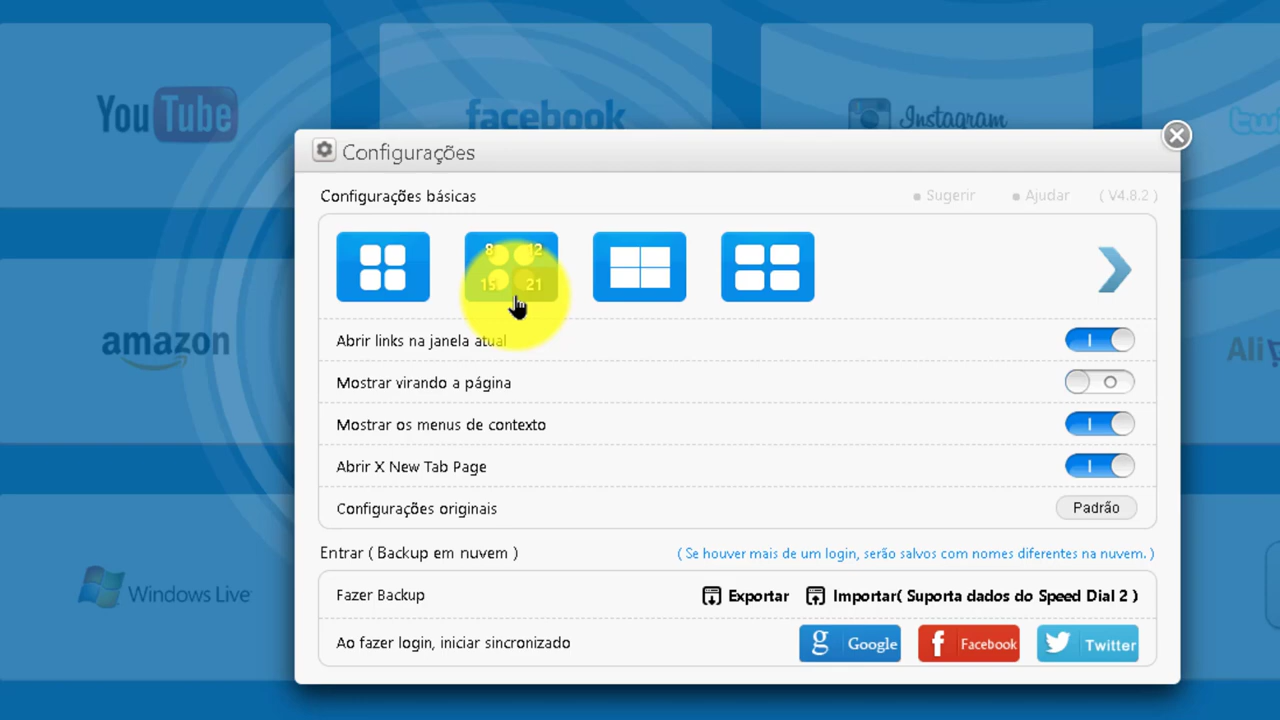 YouTube
facebook
Instagram
Configurações
Configurações básicas
Sugerir
Ajudar
( V4.8.2 )
8 12
15 21
Abrir links na janela atual
Mostrar virando a página
Mostrar os menus de contexto
Abrir X New Tab Page
Configurações originais
Padrão
Entrar ( Backup em nuvem )
( Se houver mais de um login, serão salvos com nomes diferentes na nuvem. )
Fazer Backup
Exportar
Importar( Suporta dados do Speed Dial 2 )
Ao fazer login, iniciar sincronizado
g Google
f Facebook
Twitter
amazon
Ali
Windows Live